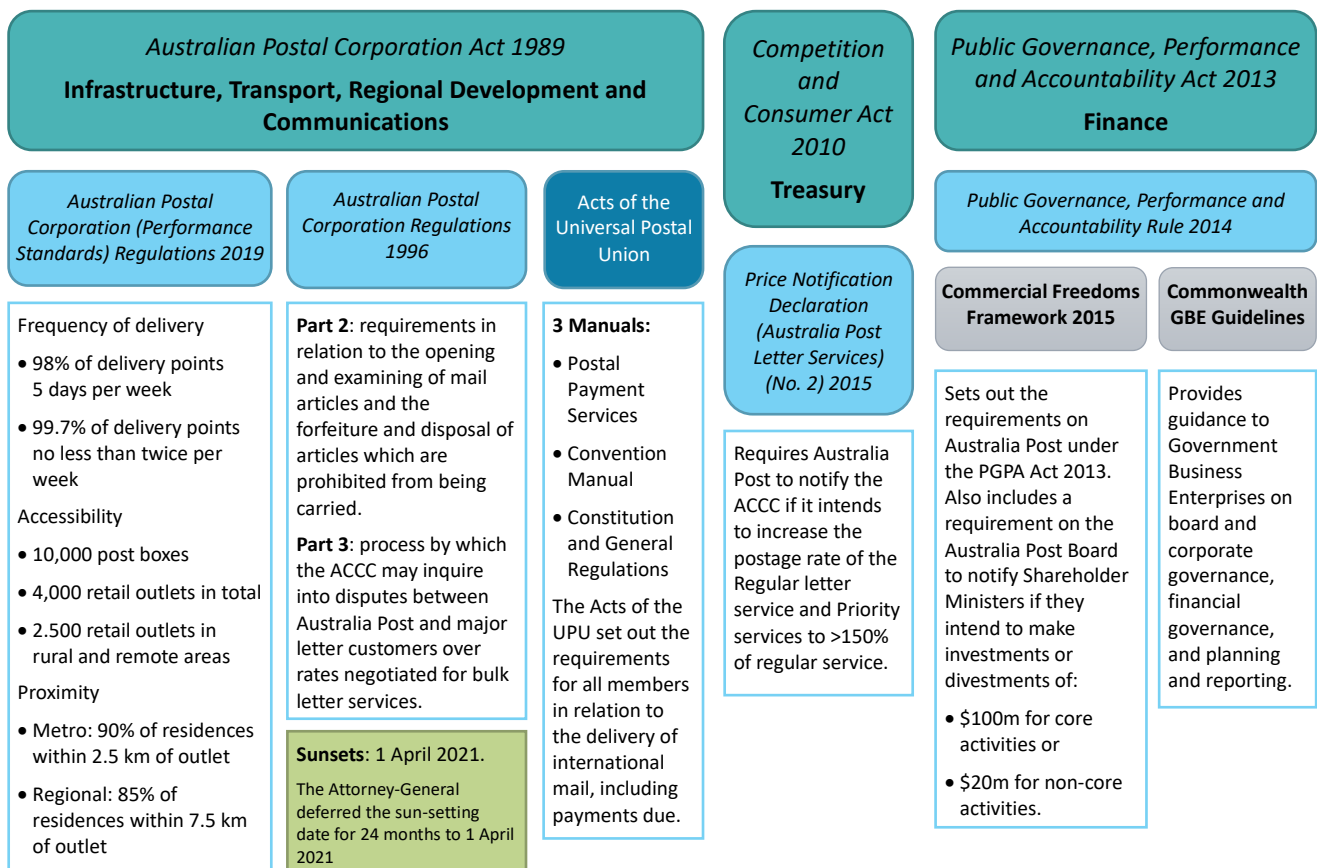 Australian Postal Corporation Act 1989
Infrastructure, Transport, Regional Development and
Communications
Australian Postal
Corporation (Performance
Standards) Regulations 2019
Frequency of delivery
• 98% of delivery points
5 days per week
• 99.7% of delivery points
no less than twice per
week
Accessibility
• 10,000 post boxes
• 4,000 retail outlets in total
• 2.500 retail outlets in
rural and remote areas
Proximity
• Metro: 90% of residences
within 2.5 km of outlet
• Regional: 85% of
residences within 7.5 km
of outlet
Australian Postal
Corporation Regulations
1996
Part 2: requirements in
relation to the opening
and examining of mail
articles and the
forfeiture and disposal of
articles which are
prohibited from being
carried.
Part 3: process by which
the ACCC may inquire
into disputes between
Australia Post and major
letter customers over
rates negotiated for bulk
letter services.
Sunsets: 1 April 2021.
The Attorney-General
deferred the sun-setting
date for 24 months to 1 April
2021
Acts of the
Universal Postal
Union
3 Manuals:
• Postal
Payment
Services
• Convention
Manual
• Constitution
and General
Regulations
The Acts of the
UPU set out the
requirements
for all members
in relation to
the delivery of
international
mail, including
payments due.
Competition
and
Consumer Act
2010
Treasury
Price Notification
Declaration
(Australia Post
Letter Services)
(No. 2) 2015
Requires Australia
Post to notify the
ACCC if it intends
to increase the
postage rate of the
Regular letter
service and Priority
services to >150%
of regular service.
Public Governance, Performance
and Accountability Act 2013
Finance
Public Governance, Performance and
Accountability Rule 2014
Commercial Freedoms
Framework 2015
Sets out the
requirements on
Australia Post under
the PGPA Act 2013.
Also includes a
requirement on the
Australia Post Board
to notify Shareholder
Ministers if they
intend to make
investments or
divestments of:
• $100m for core
activities or
• $20m for non-core
activities.
Commonwealth
GBE Guidelines
Provides
guidance to
Government
Business
Enterprises on
board and
corporate
governance,
financial
governance,
and planning
and reporting.